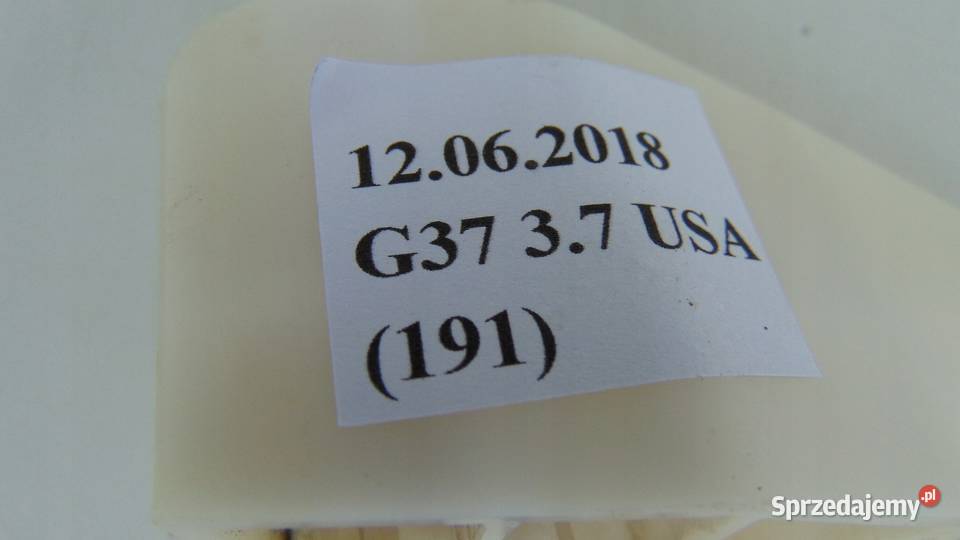 12.06.2018
G37 3.7 USA
(191)
Sprzedajemy.pl